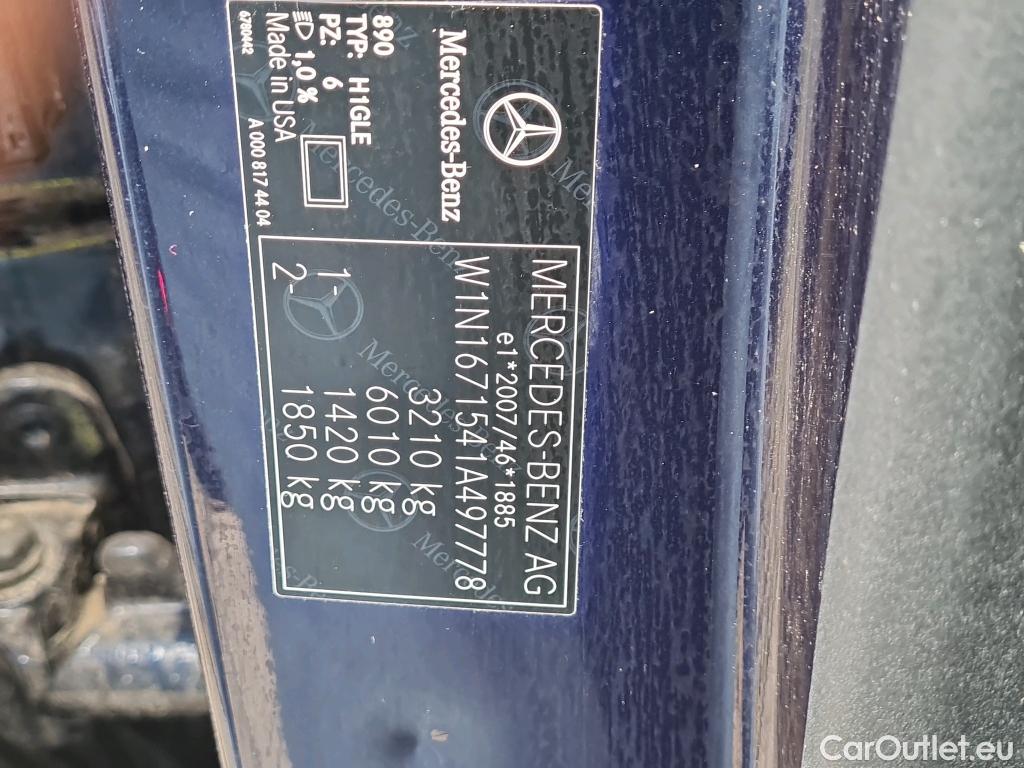 Mercedes-Benz
MERCEDES-BENZ AG
e1*2007/46*1885
W1N1671541A497778
3210 kg
6010 kg
1- 1420 kg
2- 1850 kg
890
TYP: H1GLE
PZ: 6
1,0 %
Made in USA
A 000 817 44 04
CarOutlet.eu